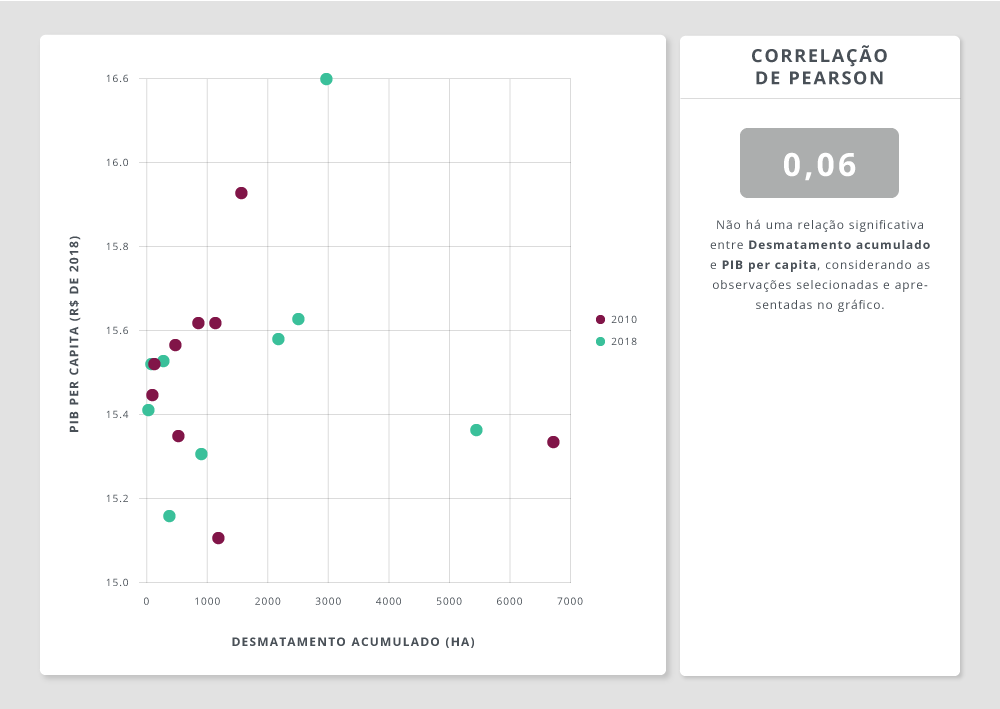 16.6
16.0
15.8
15.6
15.4
15.2
15.0
0 1000 2000 3000 4000 5000 6000 7000
PIB PER CAPITA (R$ DE 2018)
DESMATAMENTO ACUMULADO (HA)
2010
2018
CORRELAÇÃO
DE PEARSON
0,06
Não há uma relação significativa
entre Desmatamento acumulado
e PIB per capita, considerando as
observações selecionadas e apre-
sentadas no gráfico.